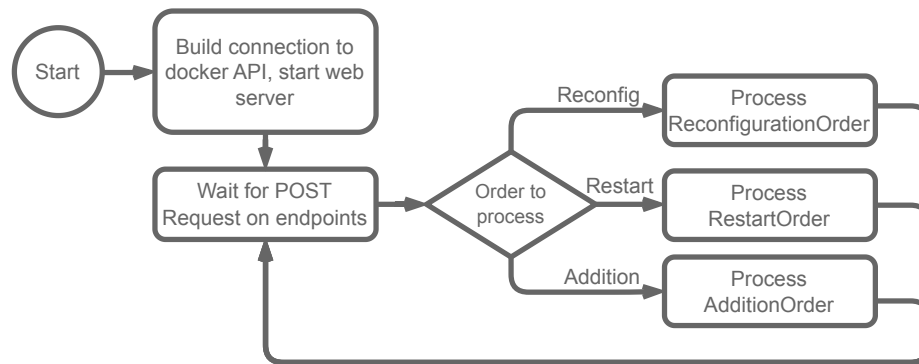 Start
Build connection to
docker API, start web
server
Wait for POST
Request on endpoints
Order to
process
Reconfig
Process
ReconfigurationOrder
Restart
Process
RestartOrder
Addition
Process
AdditionOrder